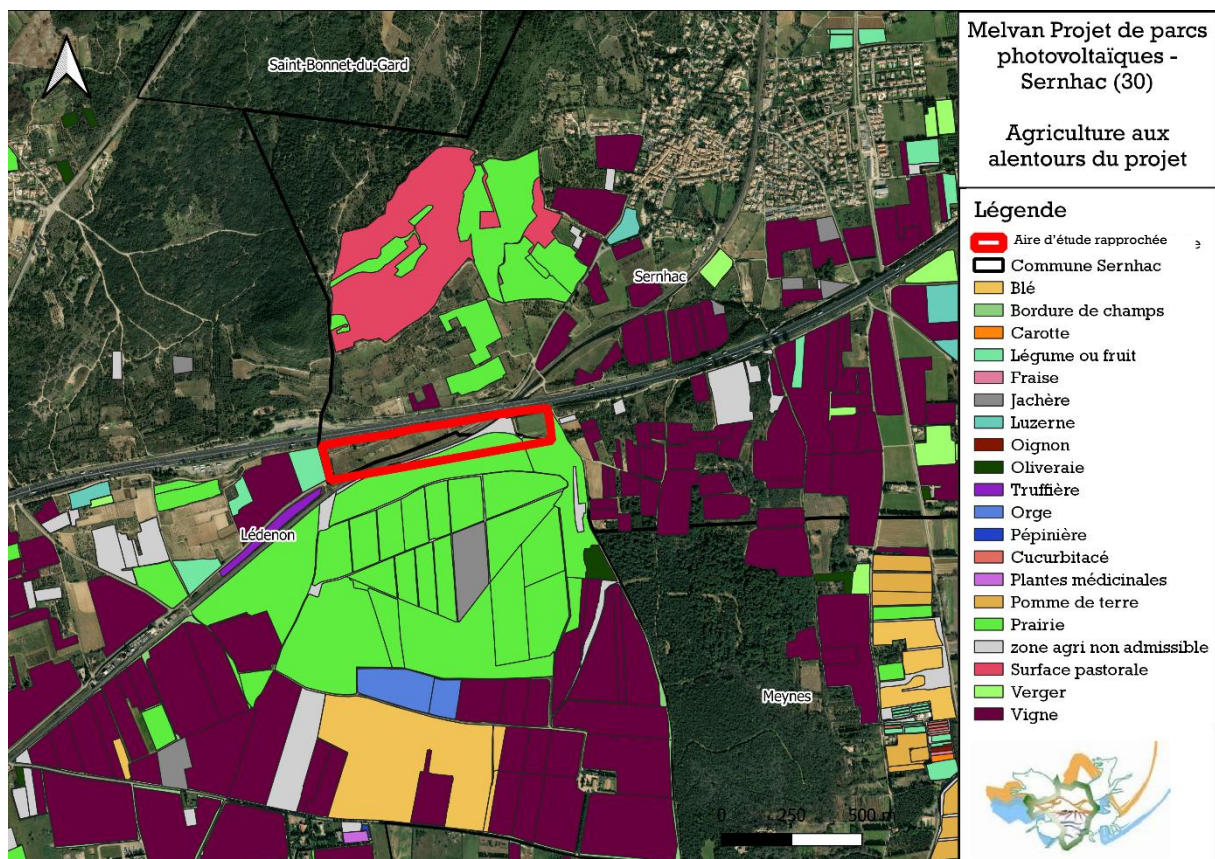 Melvan Projet de parcs
photovoltaïques -
Sernhac (30)
Agriculture aux
alentours du projet
Légende
Aire d'étude rapprochée e
Commune Sernhac
Blé
Bordure de champs
Carotte
Légume ou fruit
Fraise
Jachère
Luzerne
Oignon
Oliveraie
Truffière
Orge
Pépinière
Cucurbitacé
Plantes médicinales
Pomme de terre
Prairie
zone agri non admissible
Surface pastorale
Verger
Vigne
Saint-Bonnet-du-Gard
Sernhac
Lédenon
Meynes
0 250 500 m